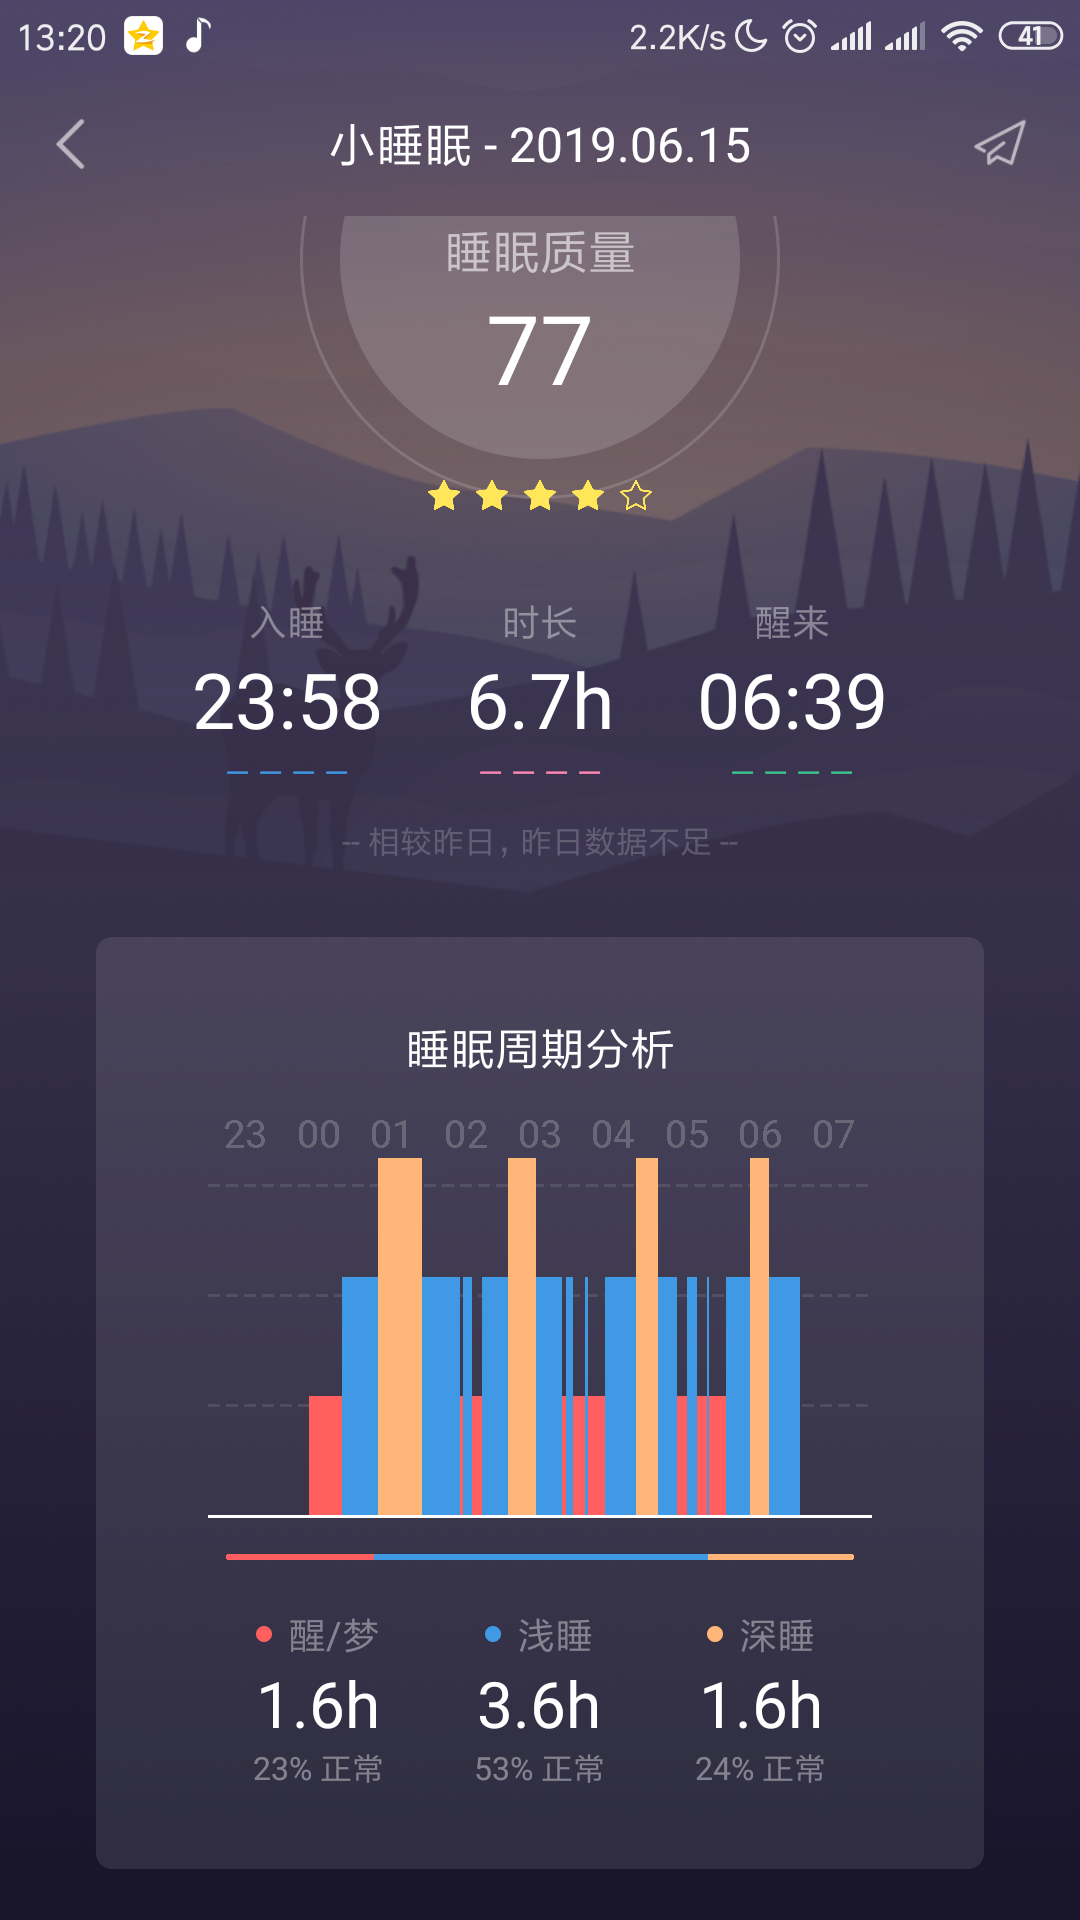 13:20 2.2K/s 41
小睡眠 - 2019.06.15
睡眠质量
77
入睡 时长 醒来
23:58 6.7h 06:39
-- 相较昨日，昨日数据不足 --
睡眠周期分析
23 00 01 02 03 04 05 06 07
醒/梦 浅睡 深睡
1.6h 3.6h 1.6h
23% 正常 53% 正常 24% 正常